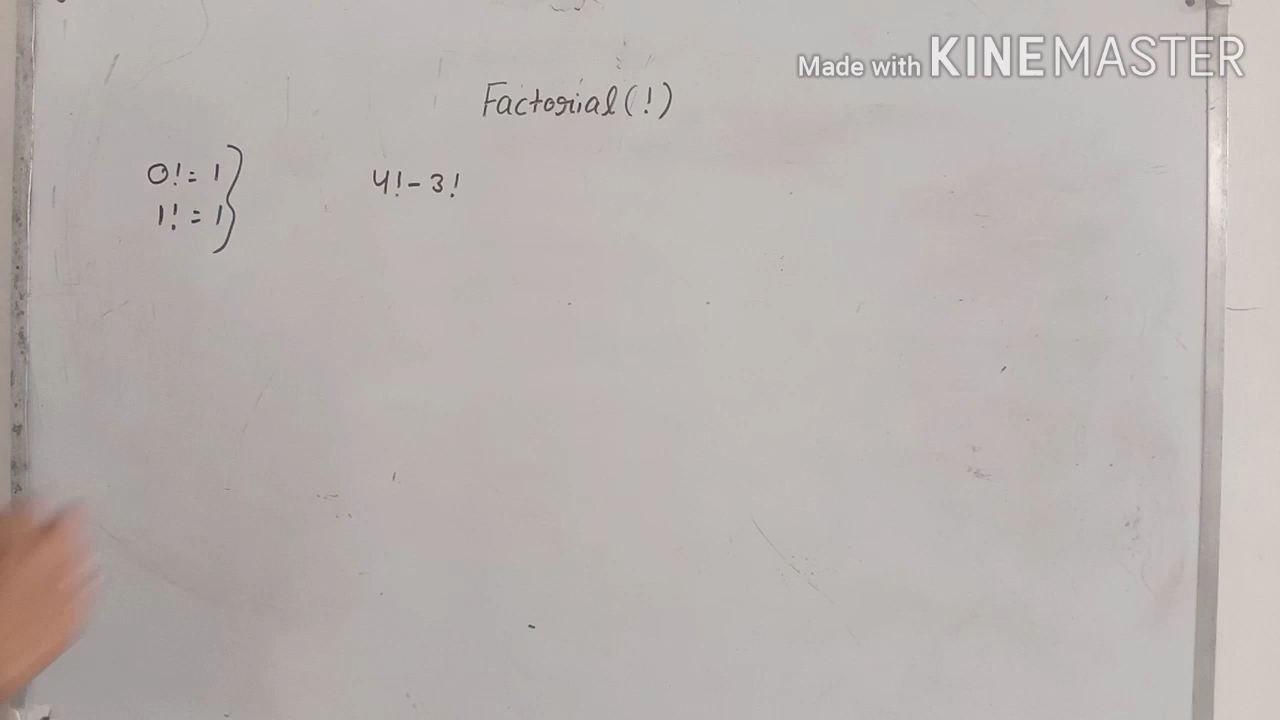 Made with KINEMASTER
Factorial (!)
0! = 1
1! = 1
4! - 3!